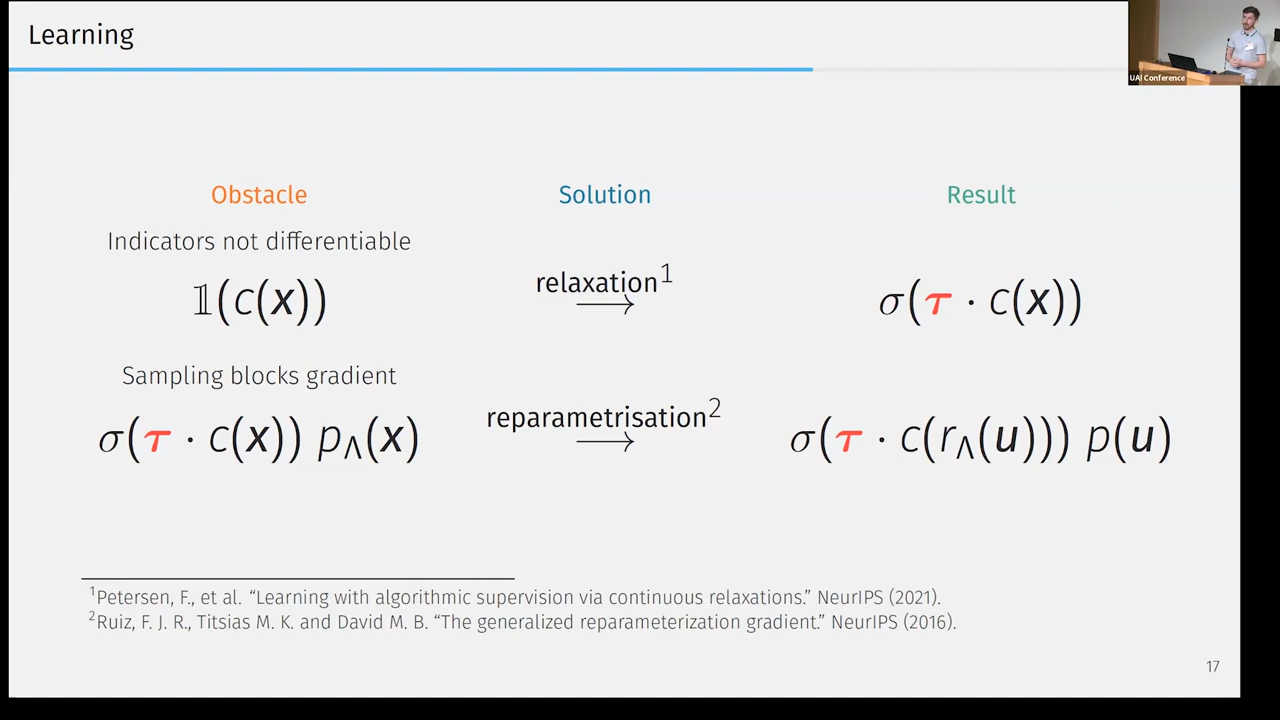 Learning
UAI Conference
Obstacle Solution Result
Indicators not differentiable
𝟙(c(x)) relaxation¹ → σ(τ · c(x))
Sampling blocks gradient
σ(τ · c(x)) p_Λ(x) reparametrisation² → σ(τ · c(r_Λ(u))) p(u)
¹Petersen, F., et al. “Learning with algorithmic supervision via continuous relaxations.” NeurIPS (2021).
²Ruiz, F. J. R., Titsias M. K. and David M. B. “The generalized reparameterization gradient.” NeurIPS (2016).
17